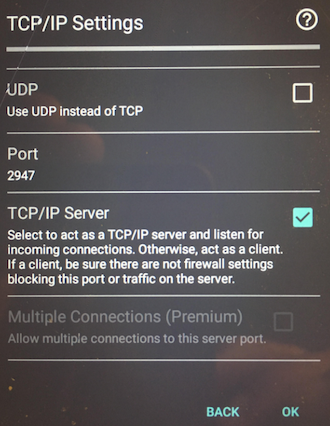 TCP/IP Settings
?
UDP
Use UDP instead of TCP
Port
2947
TCP/IP Server
Select to act as a TCP/IP server and listen for
incoming connections. Otherwise, act as a client.
If a client, be sure there are not firewall settings
blocking this port or traffic on the server.
Multiple Connections (Premium)
Allow multiple connections to this server port.
BACK OK